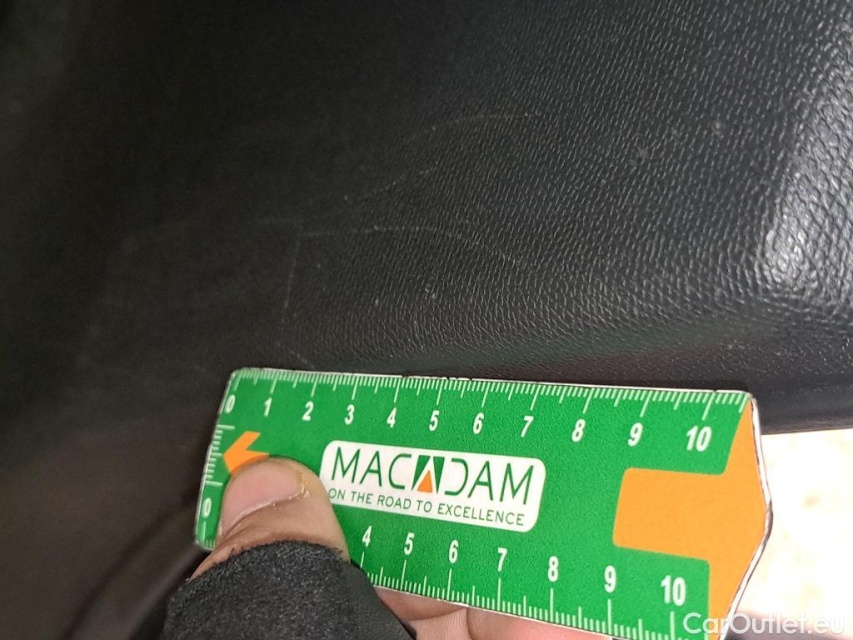 0 1 2 3 4 5 6 7 8 9 10
MACADAM
ON THE ROAD TO EXCELLENCE
0 4 5 6 7 8 9 10
CarOutlet.eu